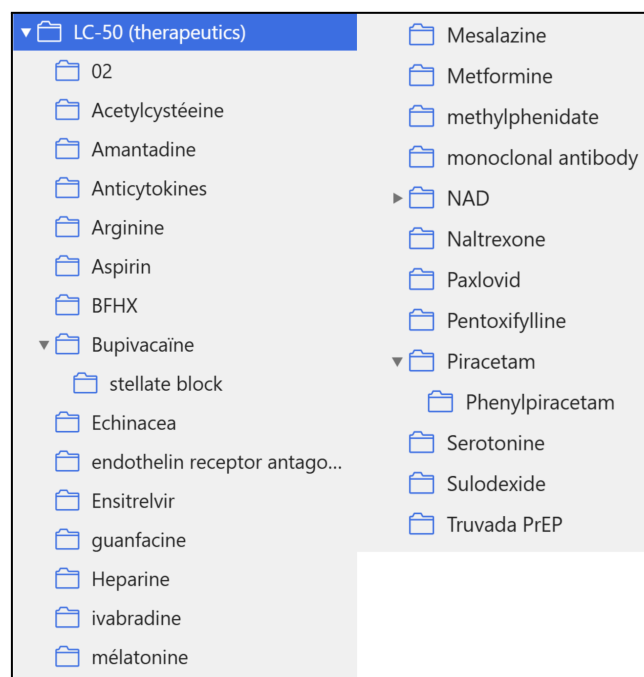 LC-50 (therapeutics)
02
Acetylcystéeine
Amantadine
Anticytokines
Arginine
Aspirin
BFHX
Bupivacaïne
stellate block
Echinacea
endothelin receptor antago...
Ensitrelvir
guanfacine
Heparine
ivabradine
mélatonine
Mesalazine
Metformine
methylphenidate
monoclonal antibody
NAD
Naltrexone
Paxlovid
Pentoxifylline
Piracetam
Phenylpiracetam
Serotonine
Sulodexide
Truvada PrEP